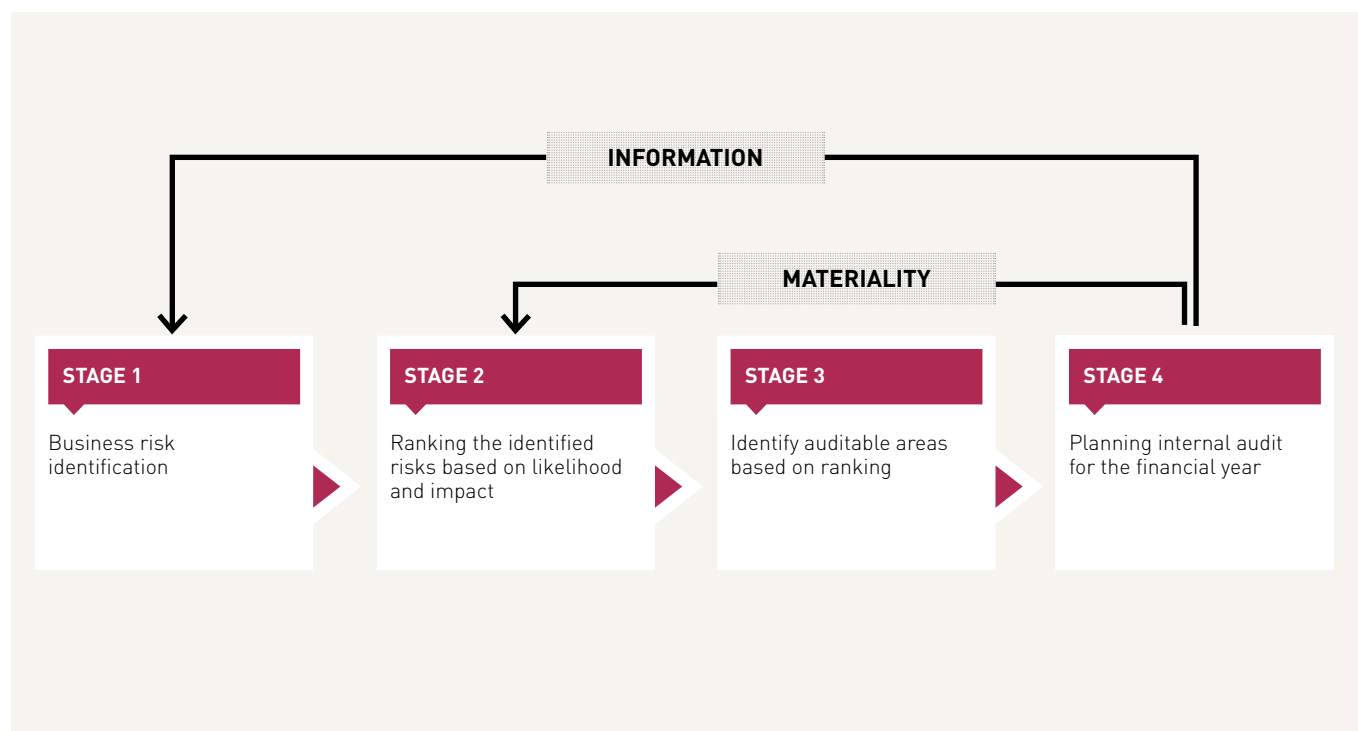 INFORMATION
MATERIALITY
STAGE 1
Business risk
identification
STAGE 2
Ranking the identified
risks based on likelihood
and impact
STAGE 3
Identify auditable areas
based on ranking
STAGE 4
Planning internal audit
for the financial year